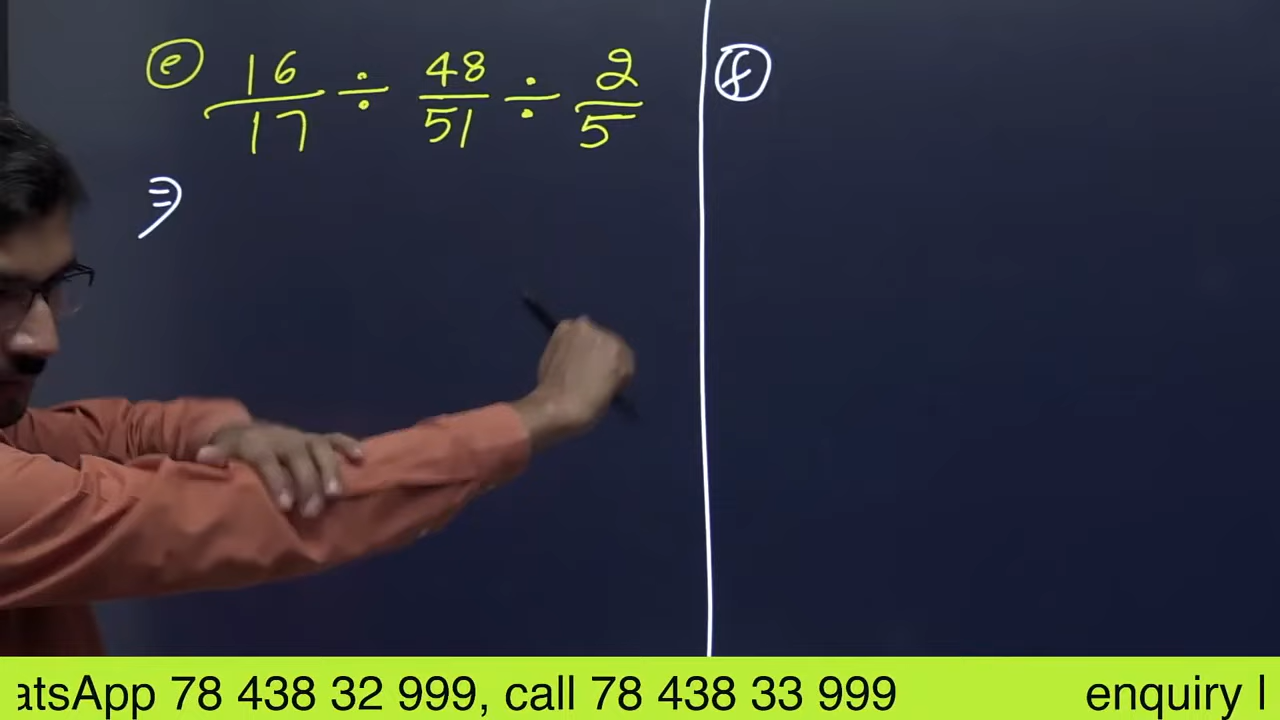 (e) 16/17 ÷ 48/51 ÷ 2/5
⇒
(f)
atsApp 78 438 32 999, call 78 438 33 999 enquiry l